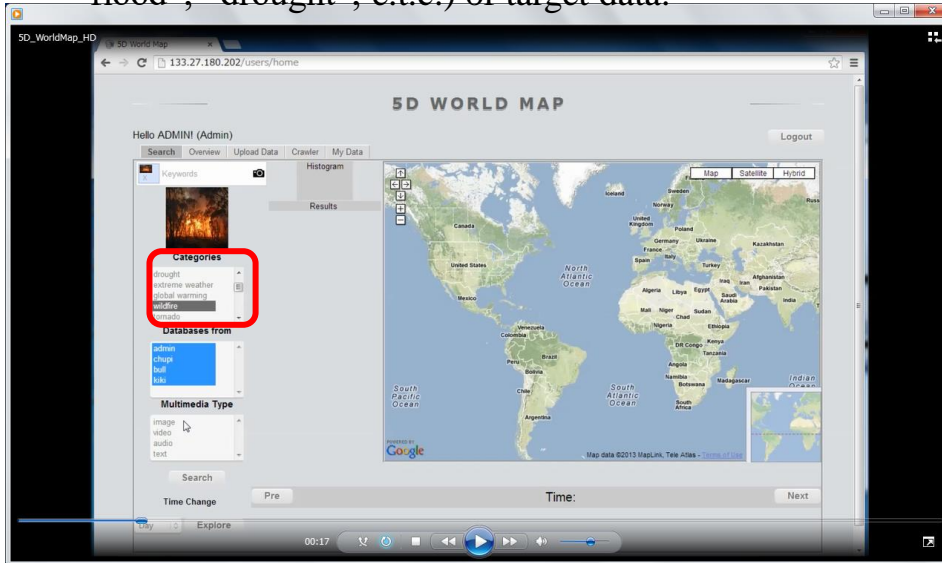 flood", "drought", e.t.c.) of target data.
5D_WorldMap_HD
5D World Map
133.27.180.202/users/home
5D WORLD MAP
Hello ADMIN! (Admin)
Logout
Search Overview Upload Data Crawler My Data
Keywords
Histogram
Results
Categories
drought
extreme weather
global warming
wildfire
tornado
Databases from
admin
chupi
bull
kiki
Multimedia Type
image
video
audio
text
Search
Time Change
Day
Explore
Map Satellite Hybrid
Iceland
Sweden
Norway
Russ
United Kingdom
Poland
Germany
Ukraine
Kazakhstan
France
Italy
Spain
Turkey
Canada
United States
North Atlantic Ocean
Mexico
Algeria
Libya
Egypt
Iraq
Iran
Afghanistan
Pakistan
Saudi Arabia
India
Mali
Niger
Chad
Sudan
Nigeria
Ethiopia
DR Congo
Kenya
Tanzania
Angola
Namibia
Botswana
Madagascar
South Africa
Venezuela
Colombia
Peru
Brazil
Bolivia
Chile
Argentina
South Pacific Ocean
South Atlantic Ocean
Indian Ocean
POWERED BY
Google
Map data ©2013 MapLink, Tele Atlas - Terms of Use
Pre
Time:
Next
00:17